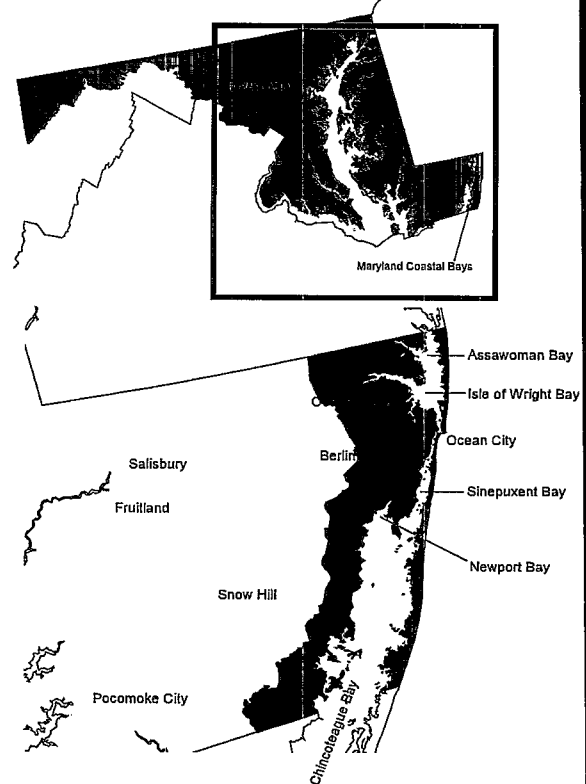 Maryland Coastal Bays
Assawoman Bay
Isle of Wright Bay
Ocean City
Berlin
Salisbury
Sinepuxent Bay
Fruitland
Newport Bay
Snow Hill
Pocomoke City
Chincoteague Bay